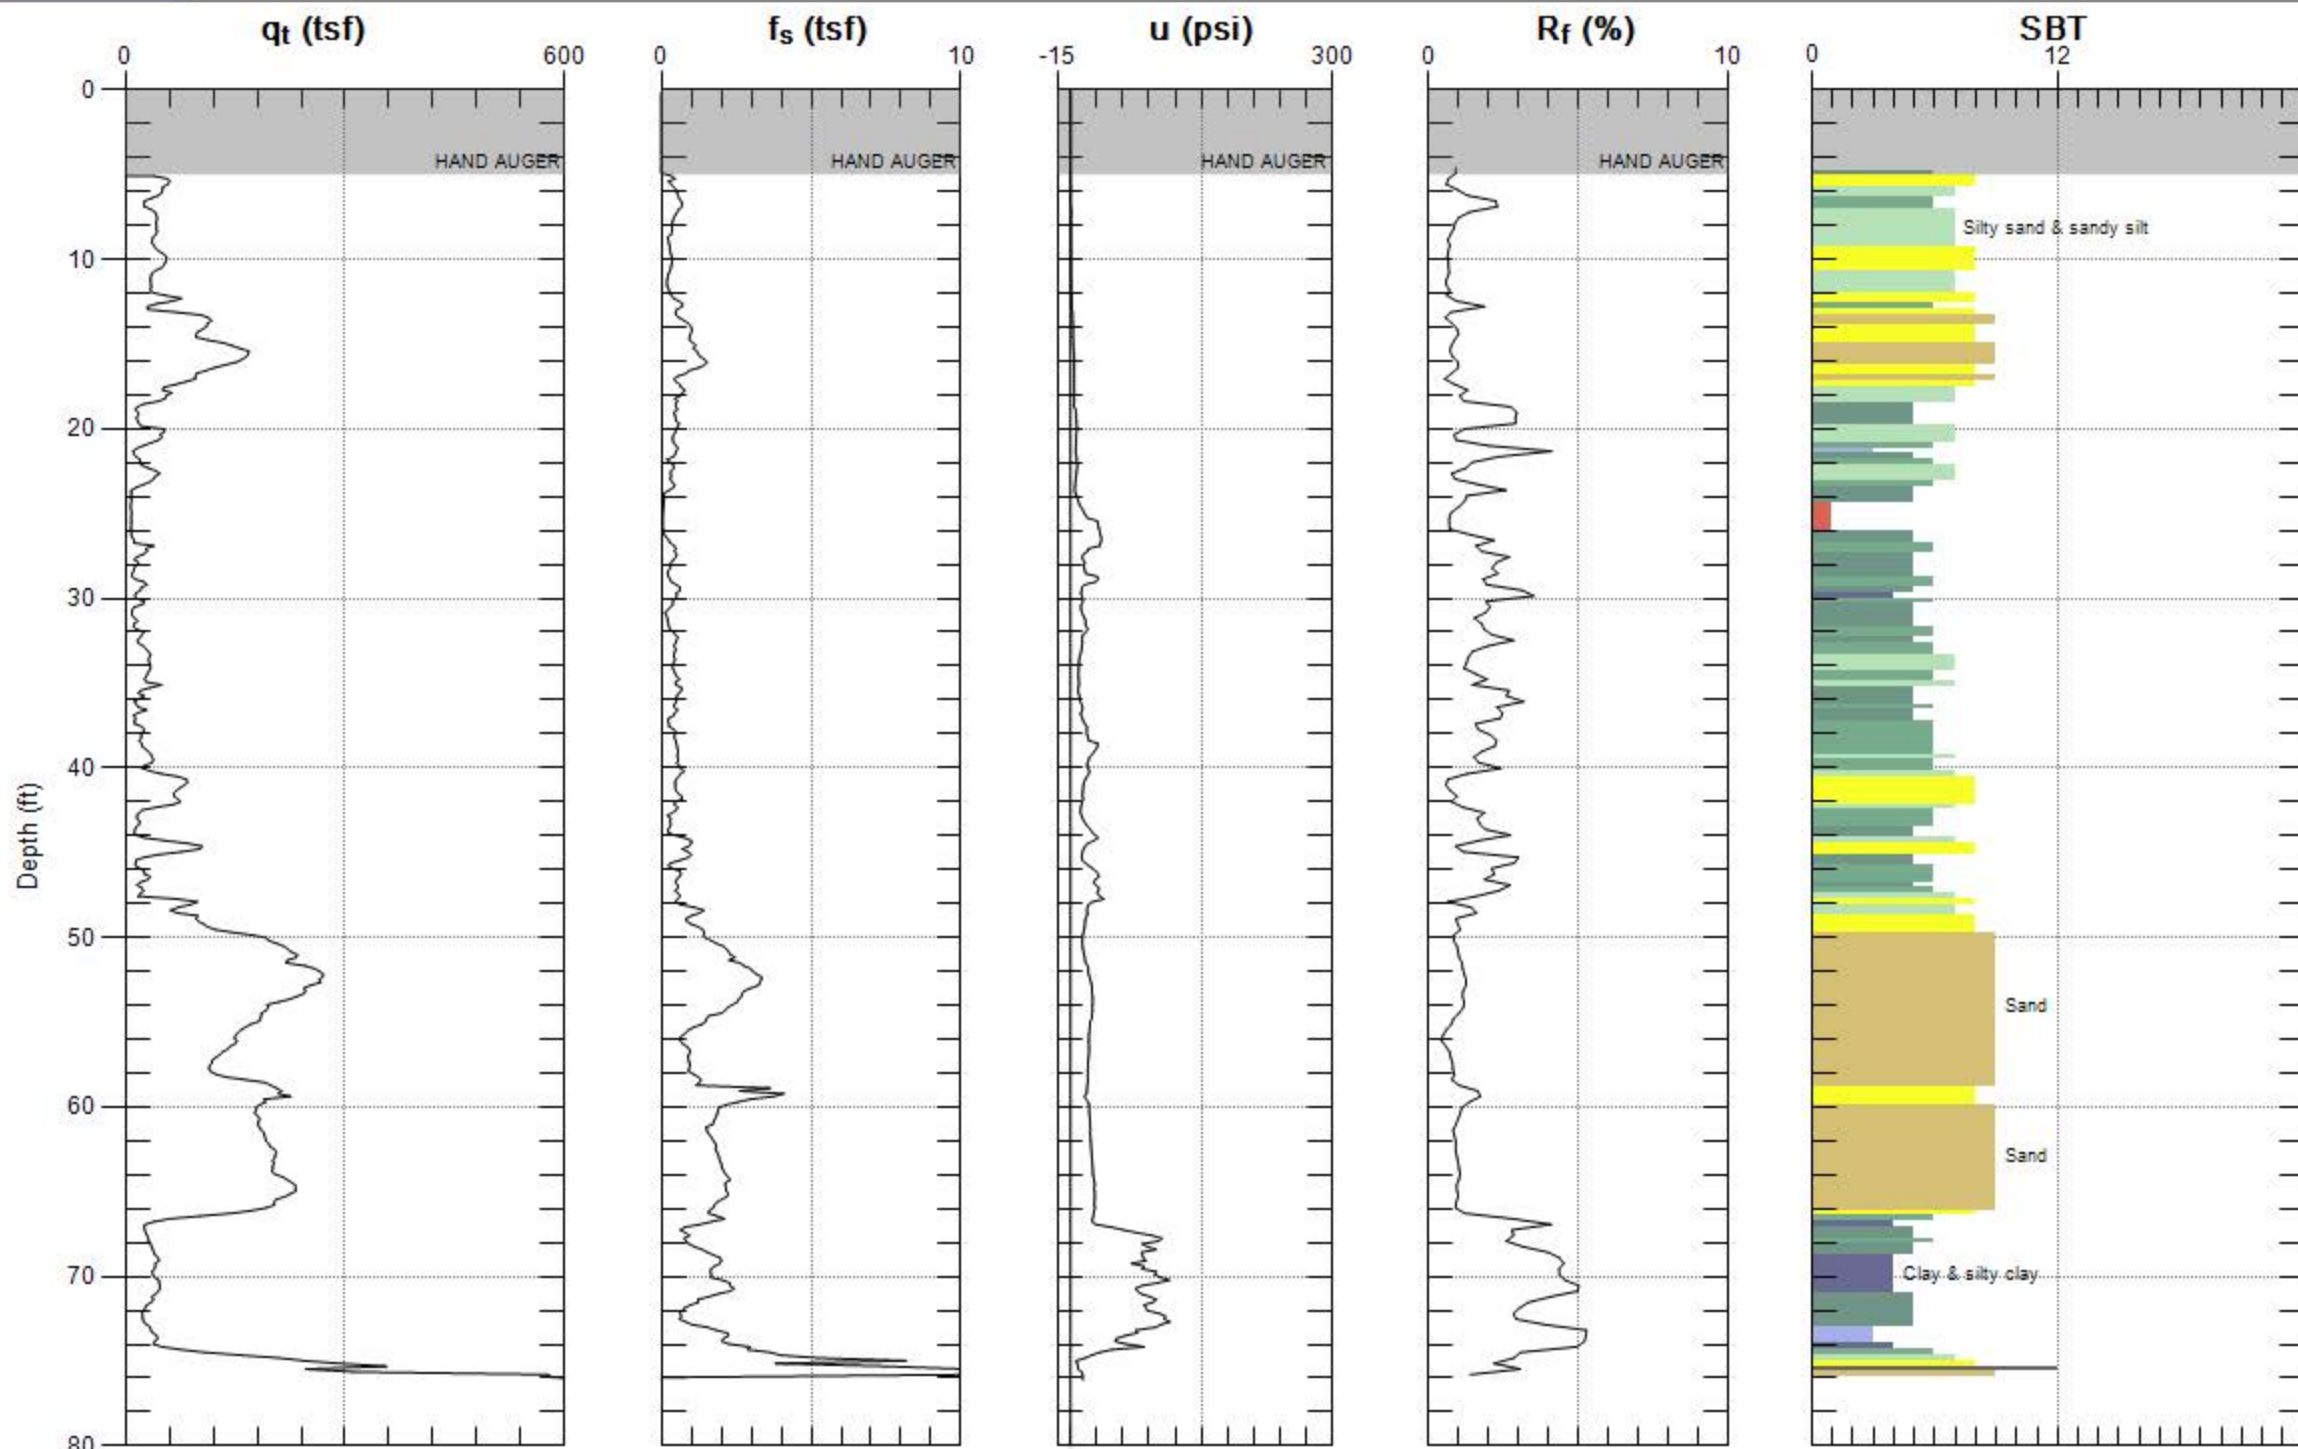 qt (tsf)
fs (tsf)
u (psi)
Rf (%)
SBT
0 600
0 10
-15 300
0 10
0 12
0
HAND AUGER
HAND AUGER
HAND AUGER
HAND AUGER
Silty sand & sandy silt
10
20
30
40
Depth (ft)
50
Sand
60
Sand
70
Clay & silty clay
80